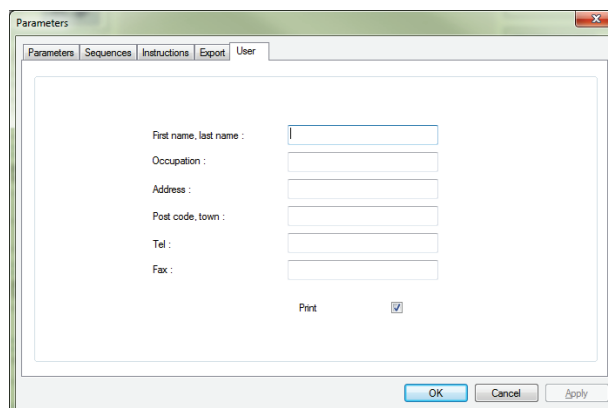 Parameters
Parameters Sequences Instructions Export User
First name, last name :
Occupation :
Address :
Post code, town :
Tel :
Fax :
Print
OK Cancel Apply